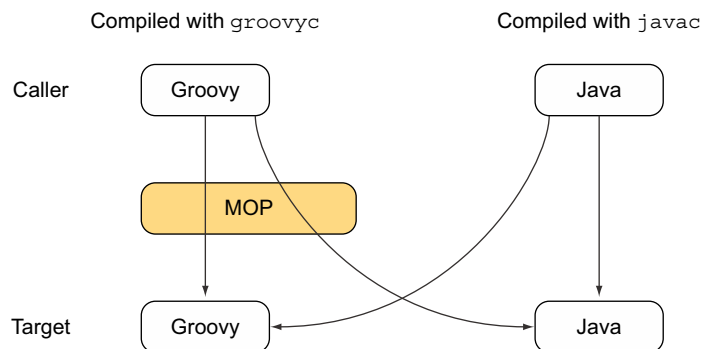 Compiled with groovyc
Compiled with javac
Caller
Groovy
Java
MOP
Target
Groovy
Java